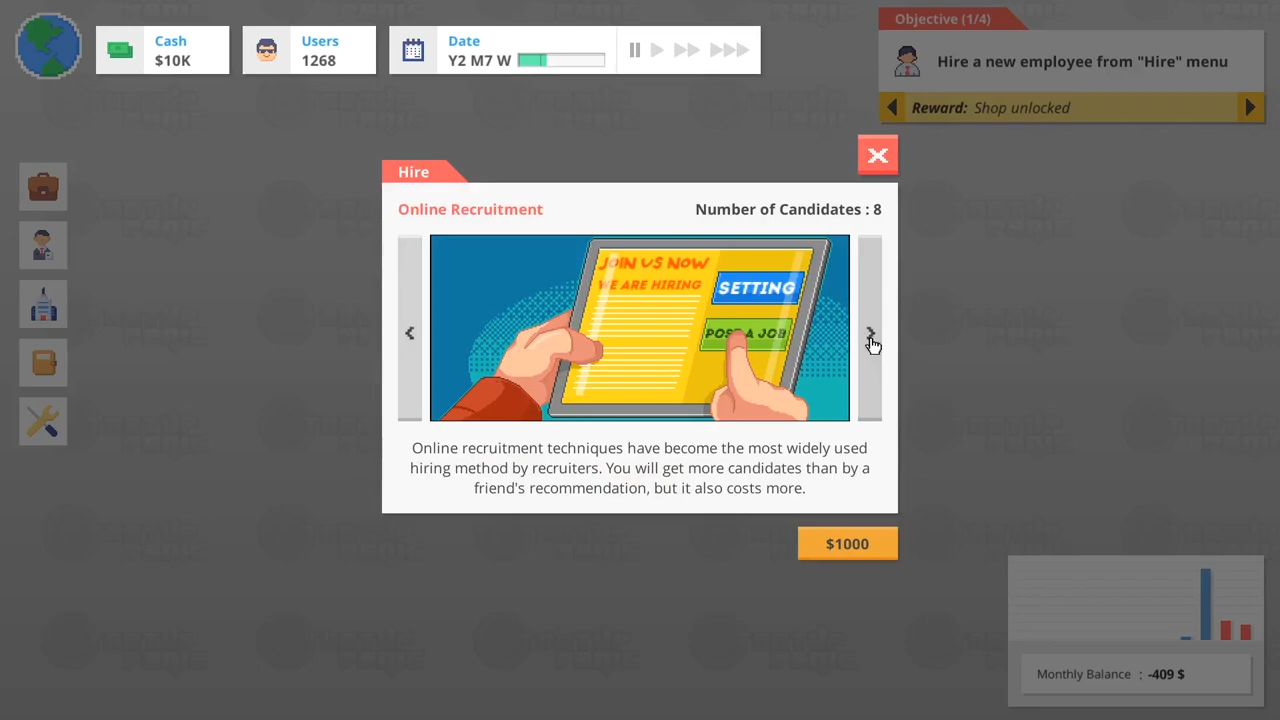 Cash
$10K
Users
1268
Date
Y2 M7 W
Objective (1/4)
Hire a new employee from "Hire" menu
Reward: Shop unlocked
Hire
Online Recruitment
Number of Candidates : 8
JOIN US NOW
WE ARE HIRING
SETTING
POST A JOB
Online recruitment techniques have become the most widely used
hiring method by recruiters. You will get more candidates than by a
friend's recommendation, but it also costs more.
$1000
Monthly Balance : -409 $